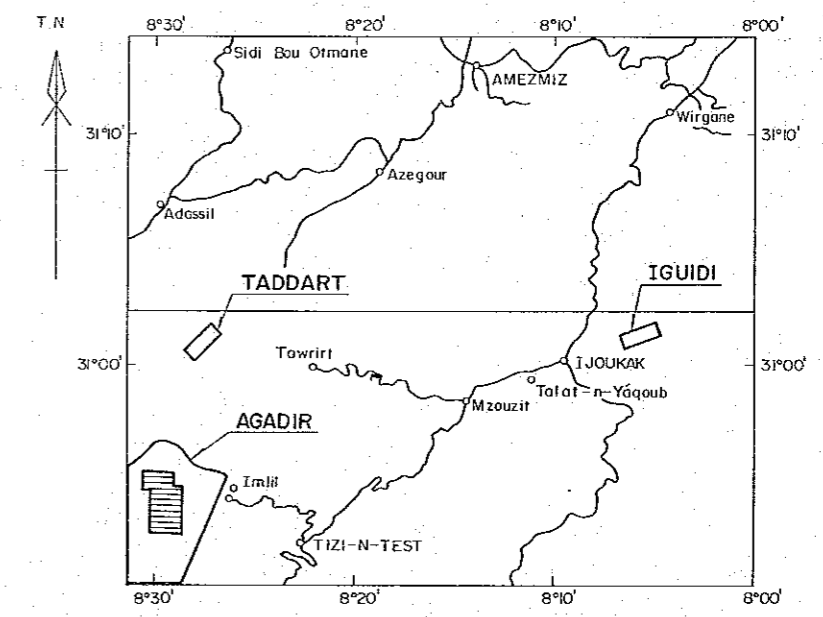 T.N
8°30'
8°20'
8°10'
8°00'
Sidi Bou Otmane
AMEZMIZ
Wirgane
31°10'
31°10'
Azegour
Adassil
TADDART
IGUIDI
Tawrirt
31°00'
IJOUKAK
31°00'
Talat-n-Yáqoub
Mzouzit
AGADIR
Imlil
TIZI-N-TEST
8°30'
8°20'
8°10'
8°00'